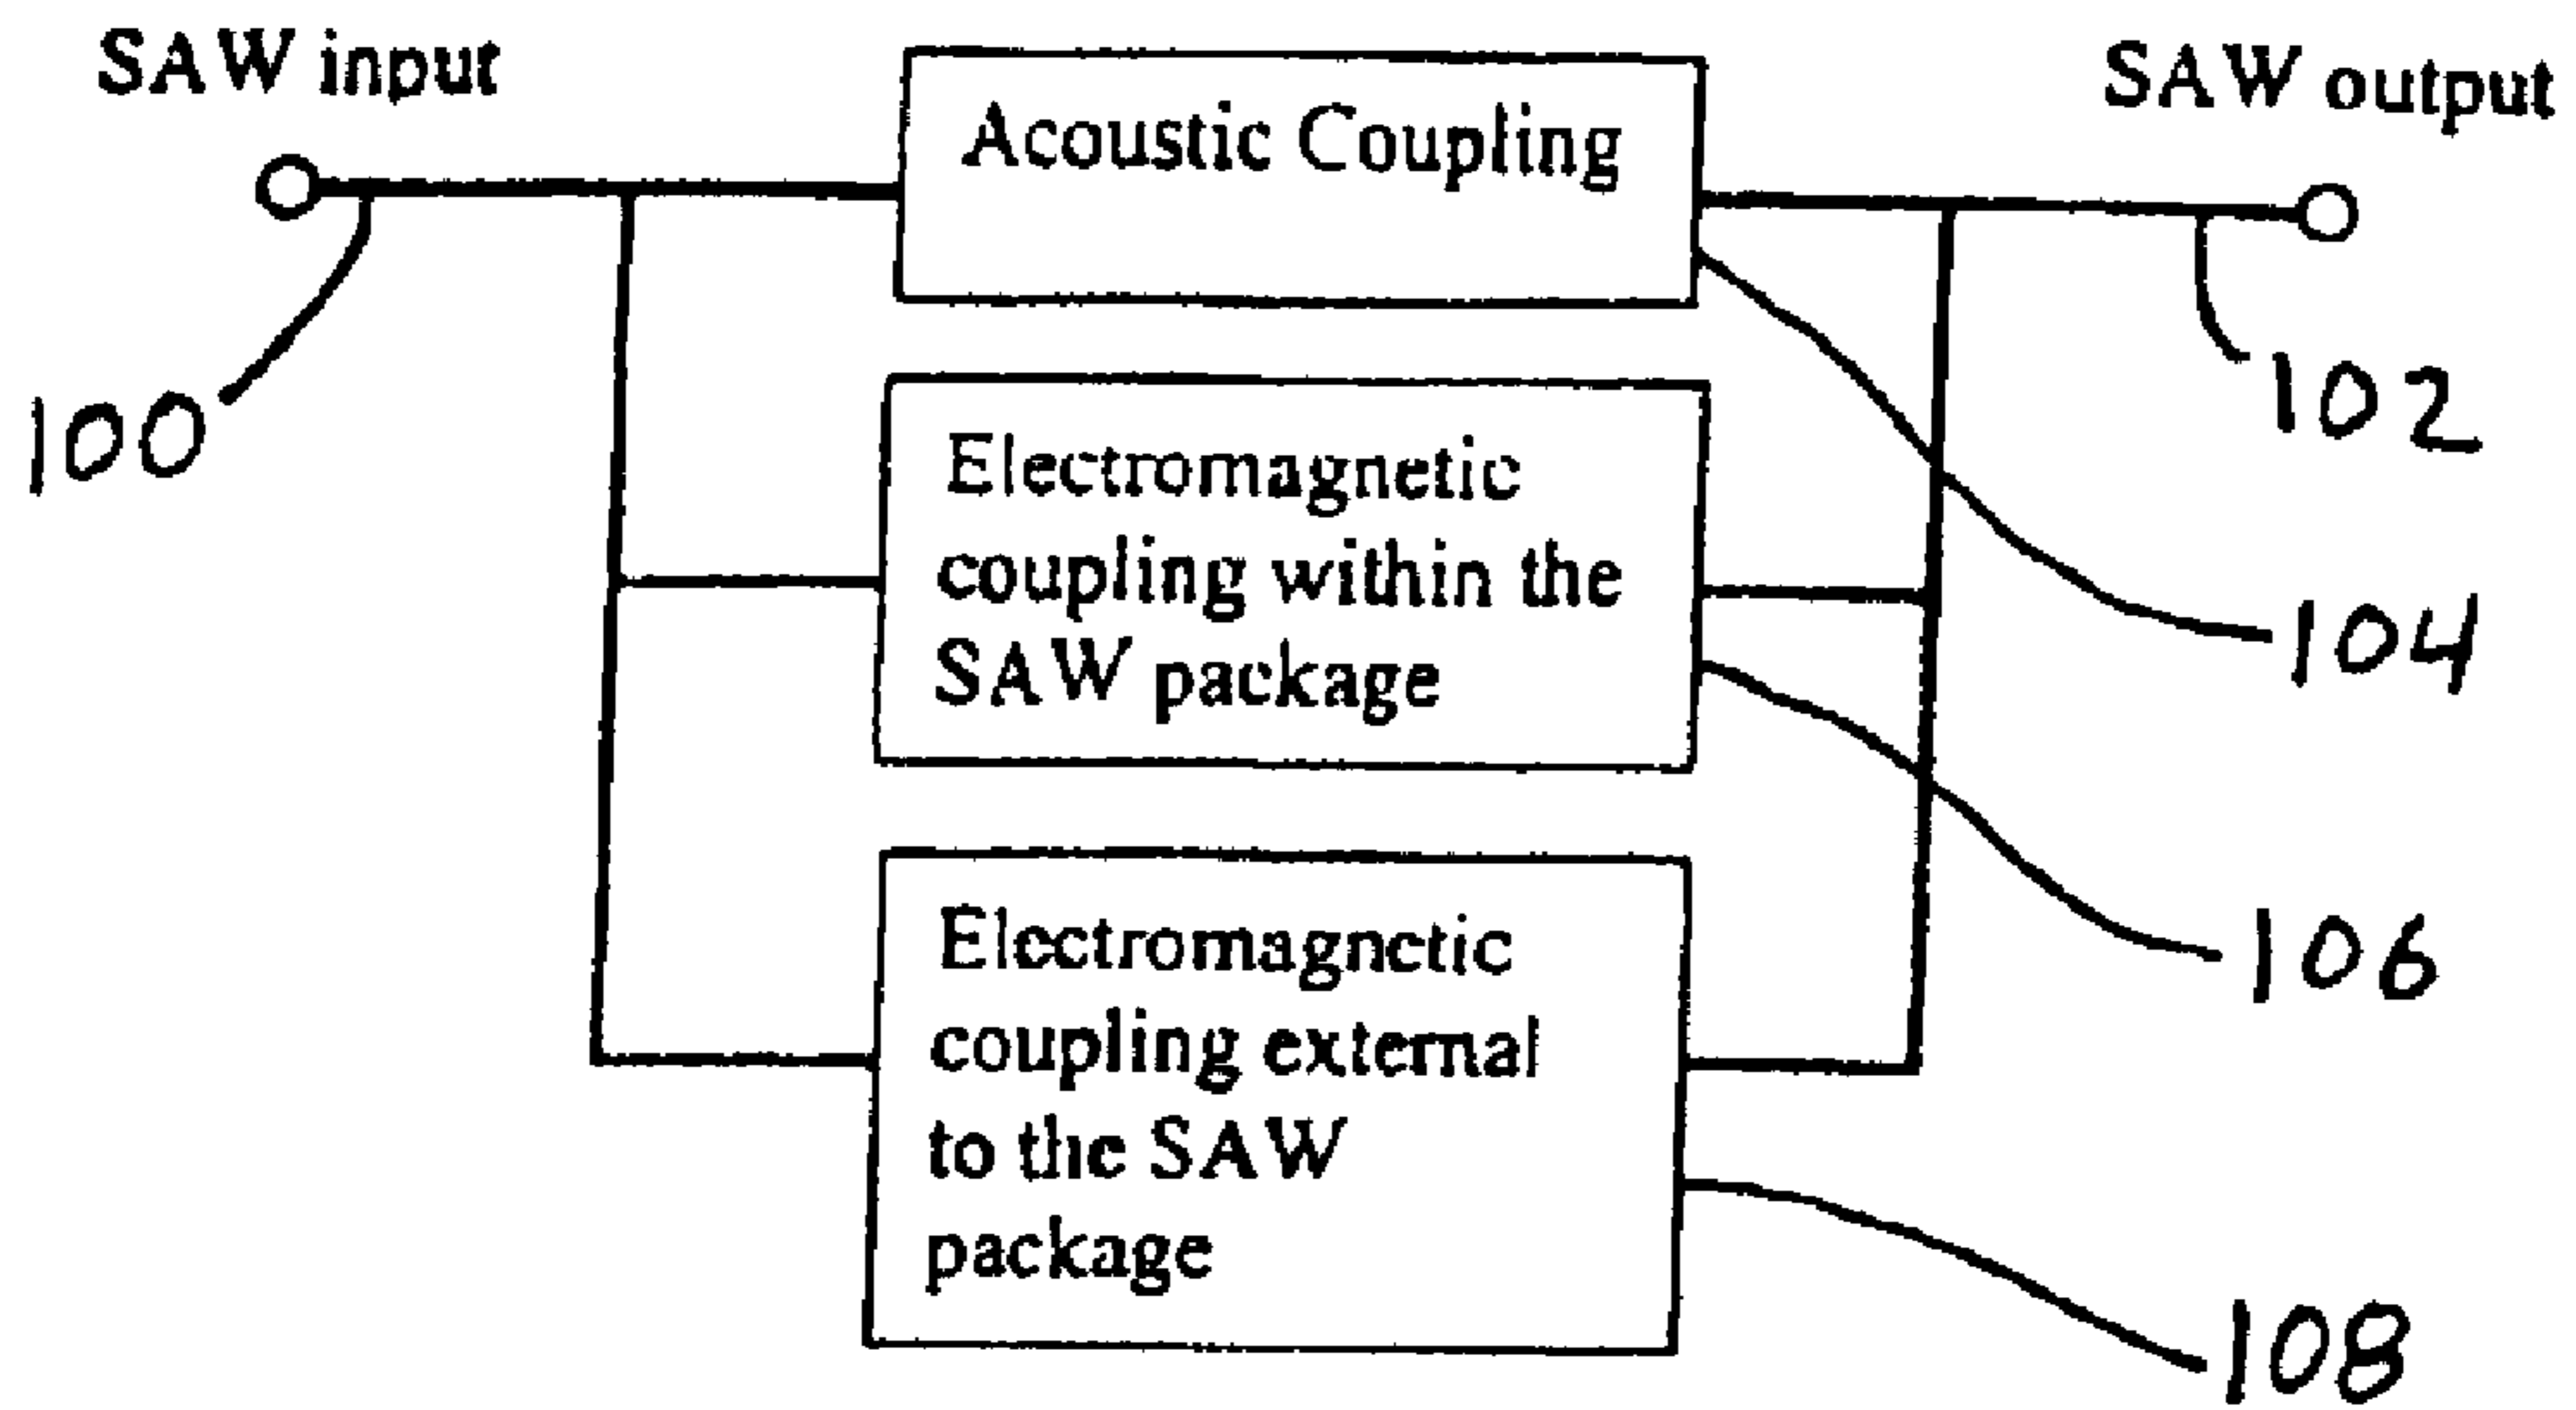 SAW input
SAW output
Acoustic Coupling
100
102
Electromagnetic
coupling within the
SAW package
104
106
Electromagnetic
coupling external
to the SAW
package
108